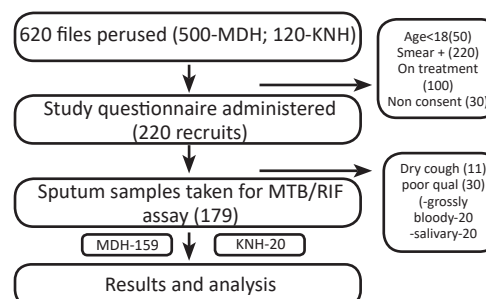 620 files perused (500-MDH; 120-KNH)
Age<18(50)
Smear + (220)
On treatment
(100)
Non consent (30)
Study questionnaire administered
(220 recruits)
Dry cough (11)
poor qual (30)
(-grossly
bloody-20
-salivary-20
Sputum samples taken for MTB/RIF
assay (179)
MDH-159
KNH-20
Results and analysis